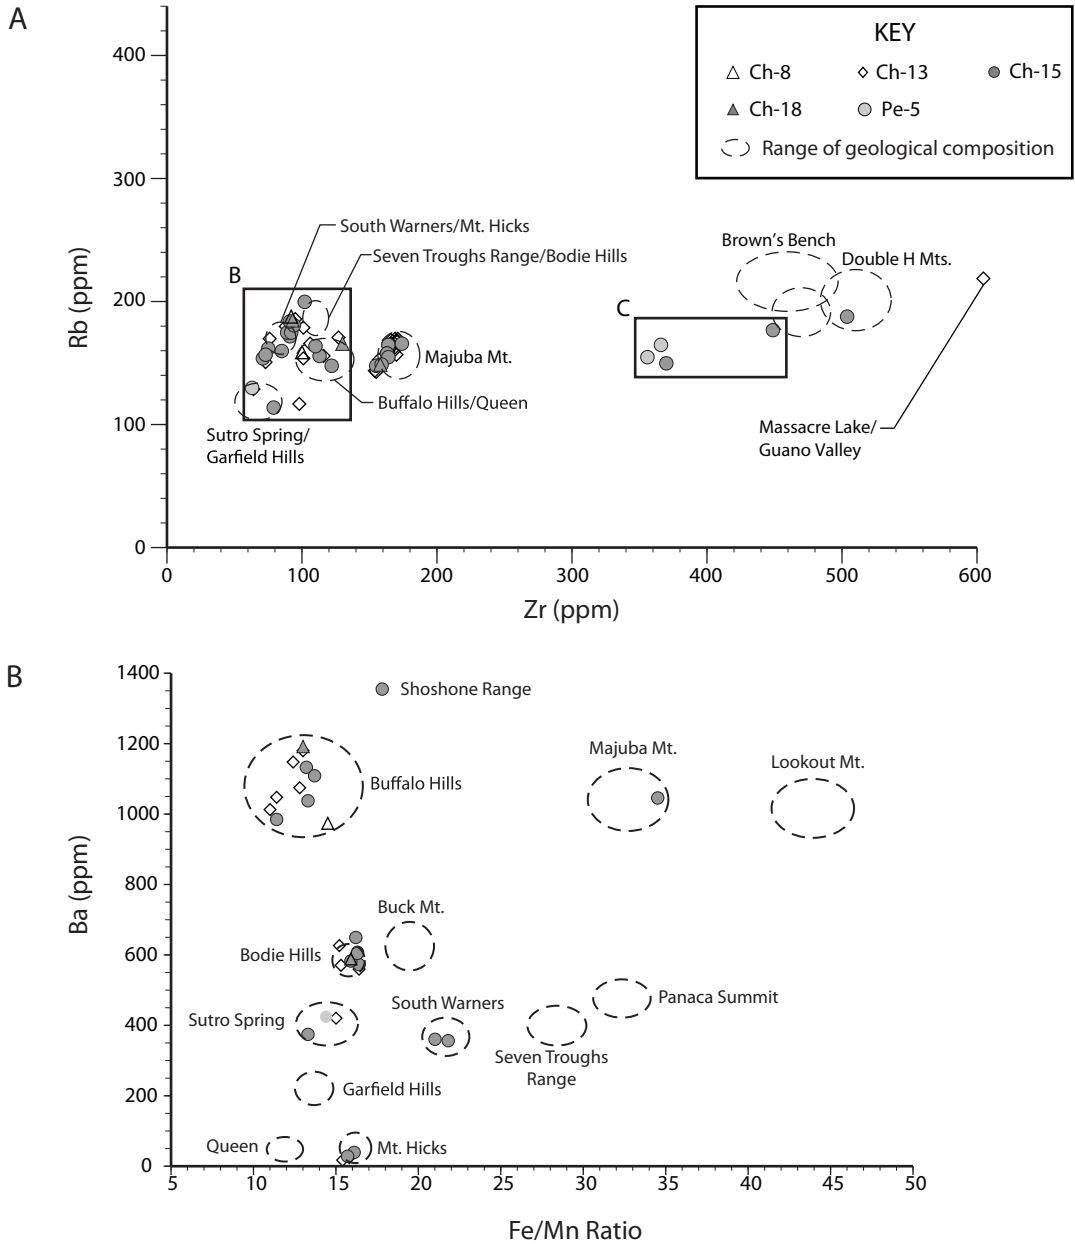 A
KEY
Ch-8
Ch-13
Ch-15
Ch-18
Pe-5
Range of geological composition
400
300
200
100
0
Rb (ppm)
South Warners/Mt. Hicks
Seven Troughs Range/Bodie Hills
Brown's Bench
Double H Mts.
B
C
Majuba Mt.
Buffalo Hills/Queen
Sutro Spring/
Garfield Hills
Massacre Lake/
Guano Valley
0
100
200
300
400
500
600
Zr (ppm)
B
1400
1200
1000
800
600
400
200
0
Ba (ppm)
Shoshone Range
Majuba Mt.
Lookout Mt.
Buffalo Hills
Buck Mt.
Bodie Hills
Panaca Summit
South Warners
Sutro Spring
Seven Troughs
Range
Garfield Hills
Queen
Mt. Hicks
5
10
15
20
25
30
35
40
45
50
Fe/Mn Ratio